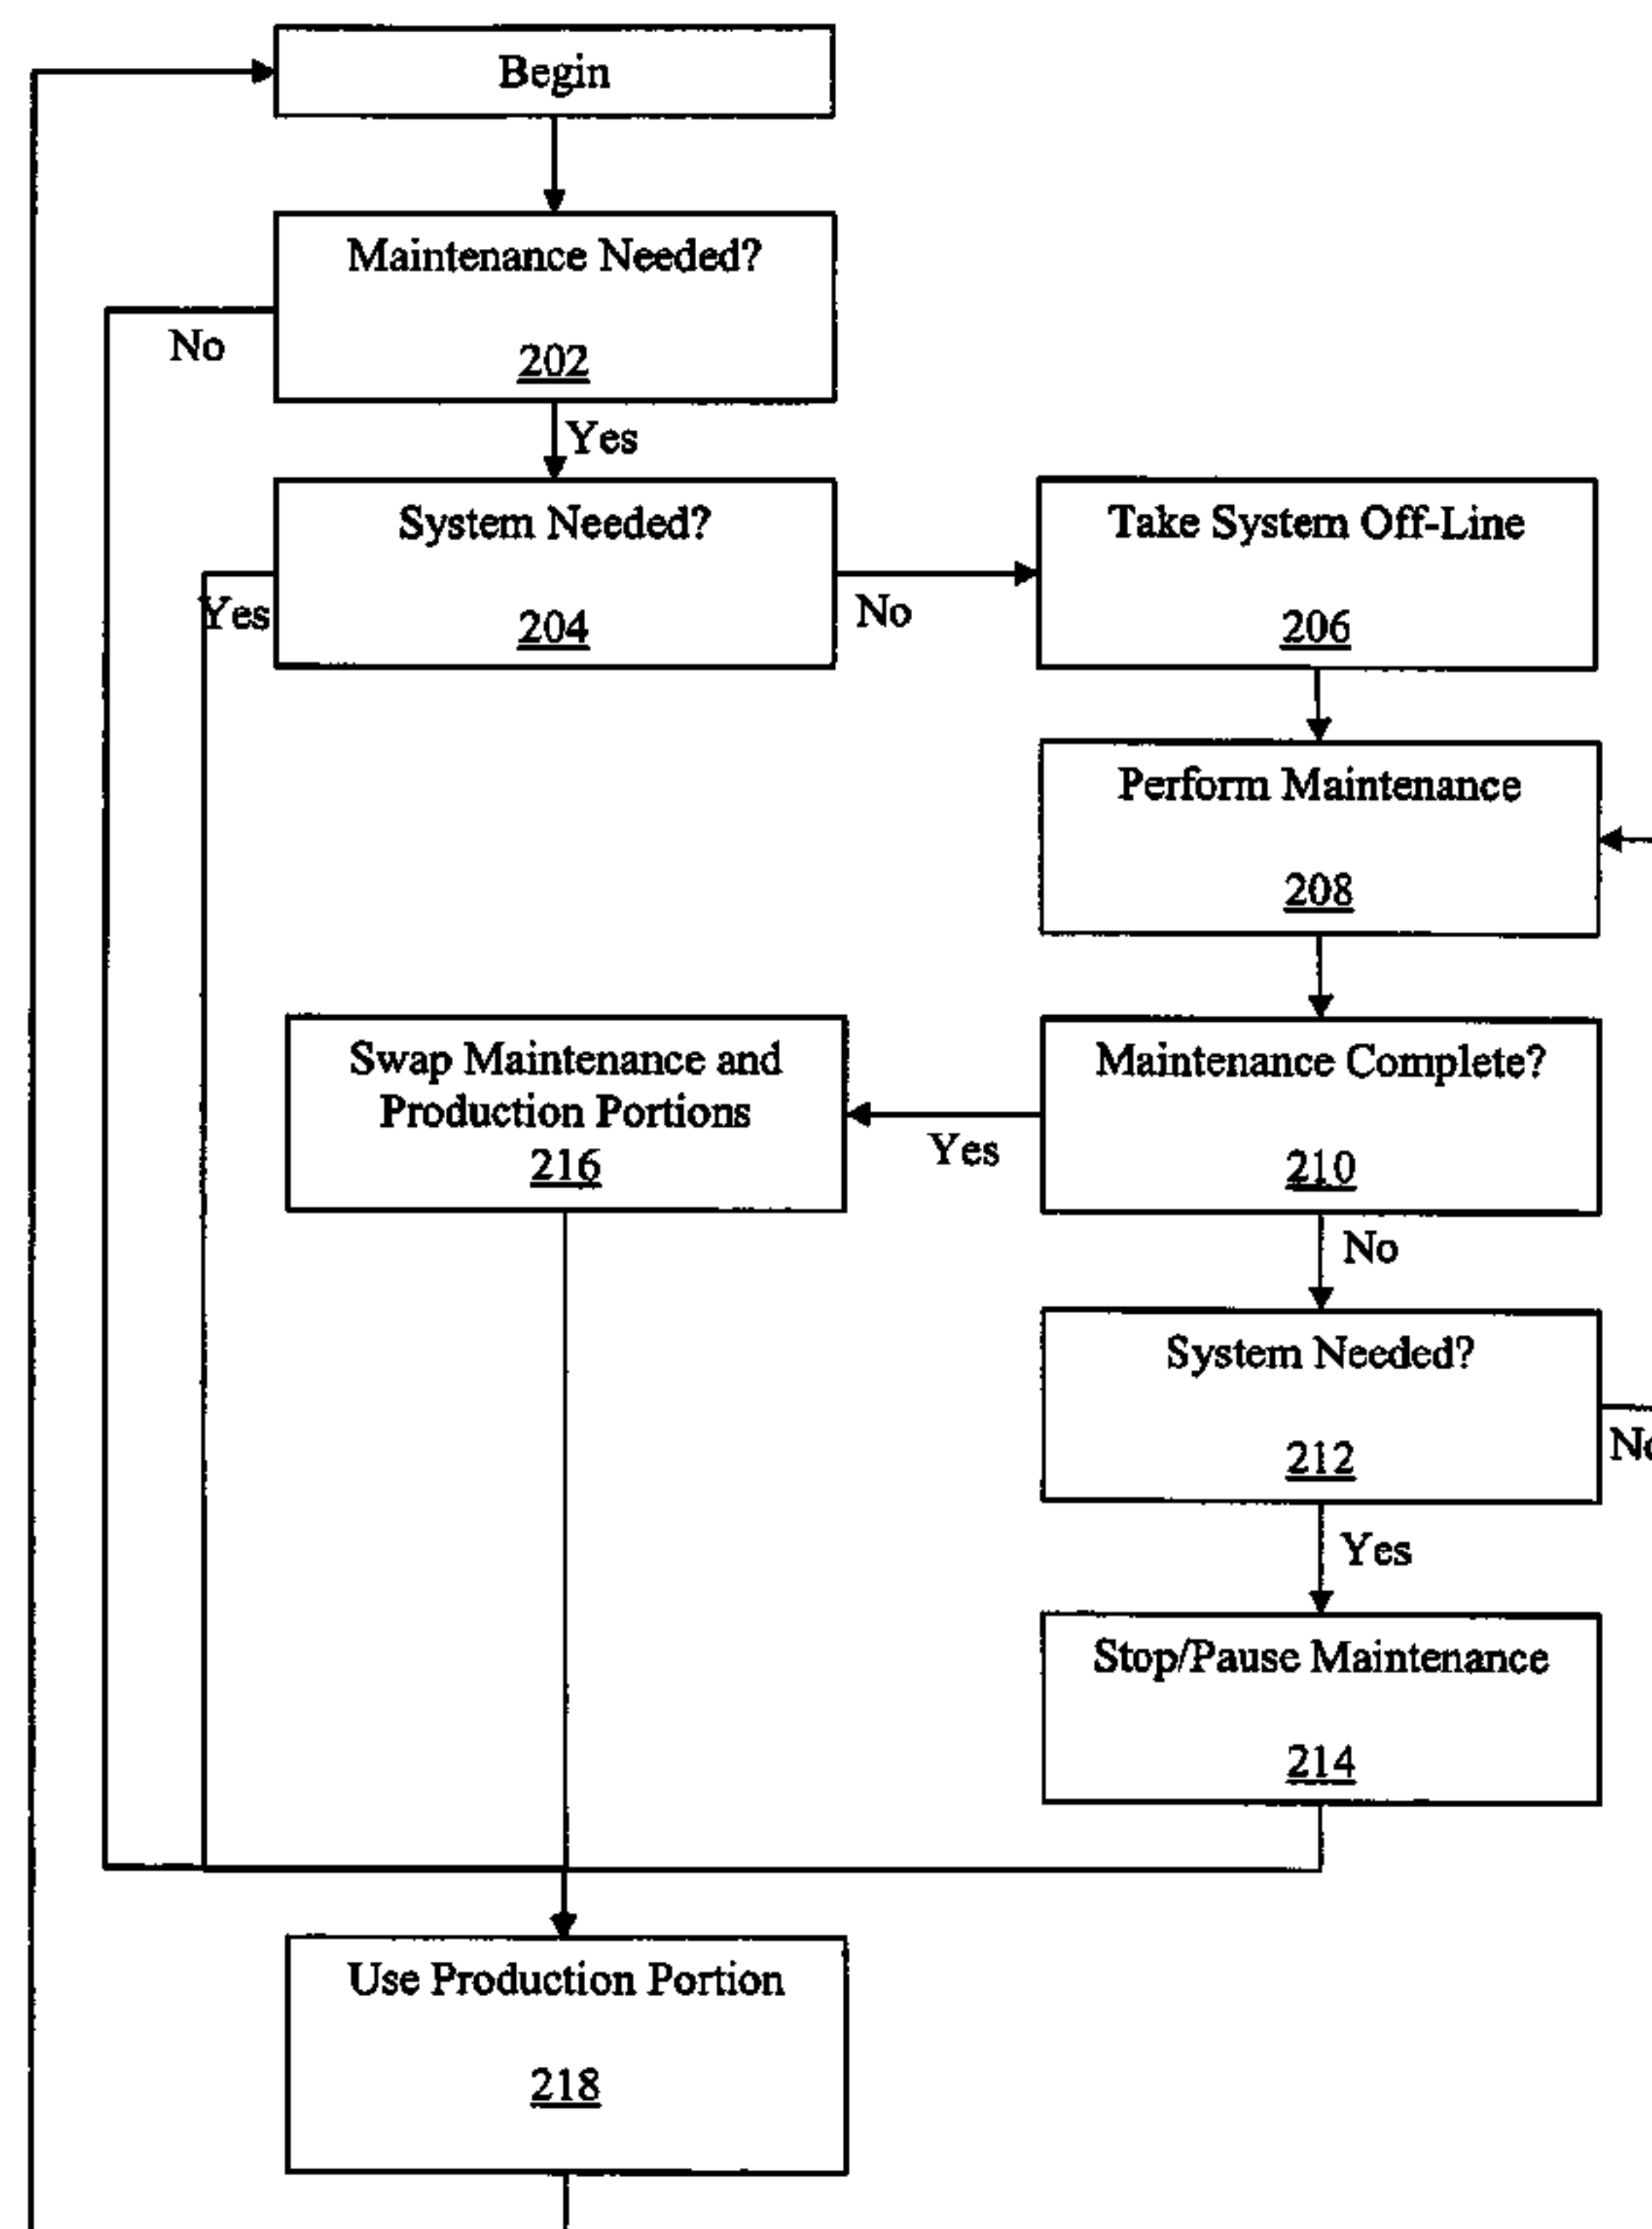 Begin
Maintenance Needed?
202
No
Yes
System Needed?
204
Yes
No
Take System Off-Line
206
Perform Maintenance
208
Maintenance Complete?
210
Yes
Swap Maintenance and
Production Portions
216
No
System Needed?
212
No
Yes
Stop/Pause Maintenance
214
Use Production Portion
218